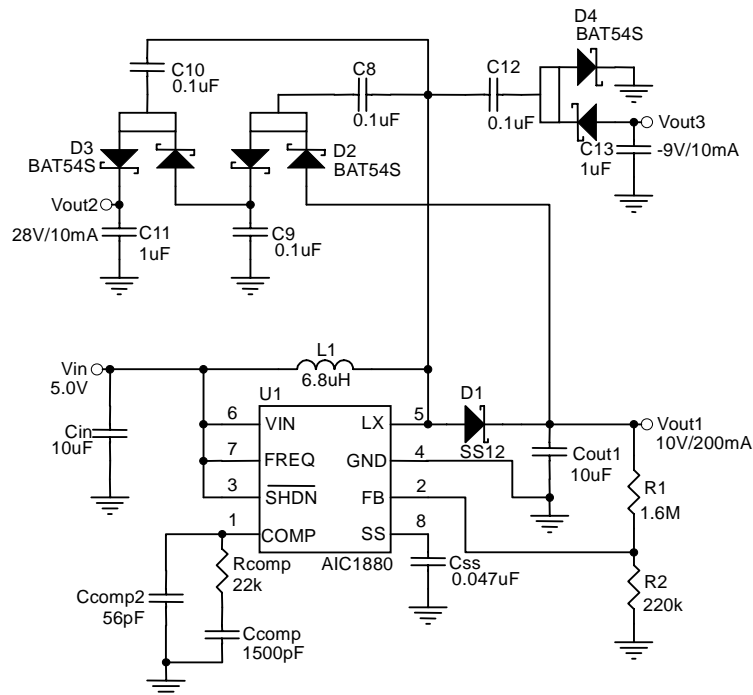 D4
BAT54S
C10
0.1uF
C8
0.1uF
C12
0.1uF
D3
BAT54S
D2
BAT54S
Vout3
C13
1uF
-9V/10mA
Vout2
28V/10mA
C11
1uF
C9
0.1uF
L1
6.8uH
Vin
5.0V
Cin
10uF
U1
6
VIN
7
FREQ
3
SHDN
1
COMP
LX
5
GND
4
FB
2
SS
8
AIC1880
D1
SS12
Vout1
10V/200mA
Cout1
10uF
R1
1.6M
R2
220k
Css
0.047uF
Rcomp
22k
Ccomp2
56pF
Ccomp
1500pF